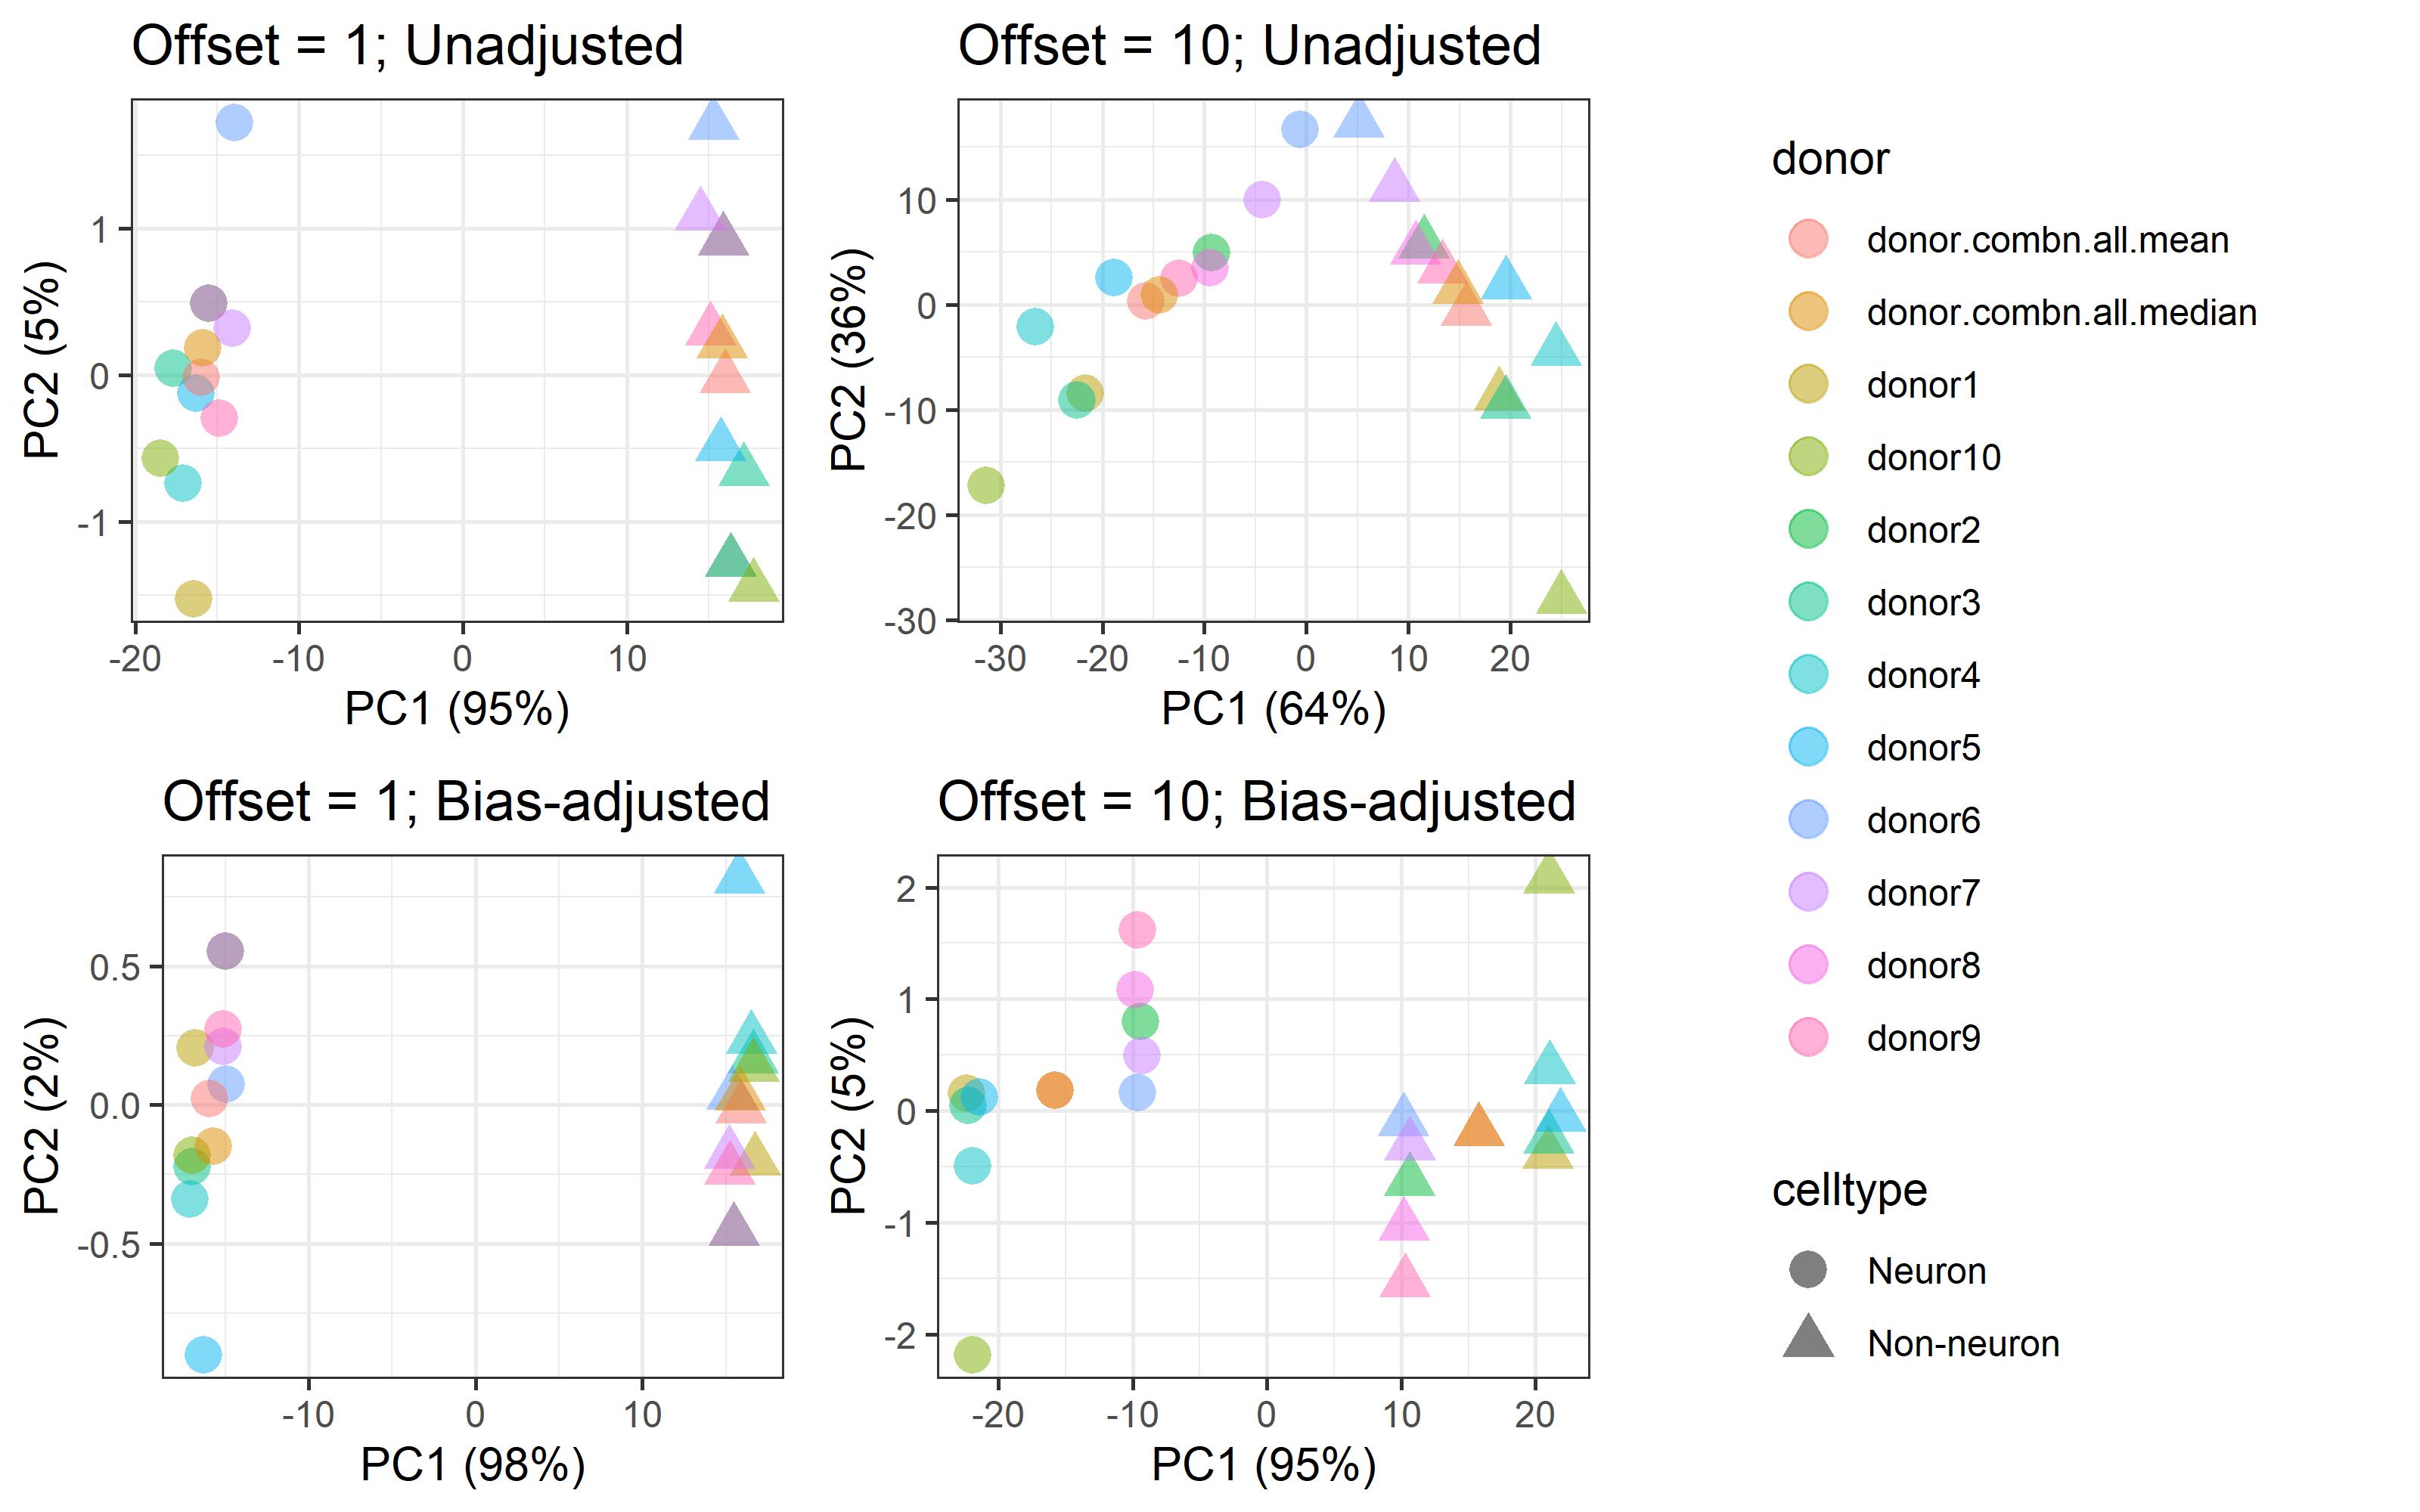 Offset = 1; Unadjusted
PC2 (5%)
1
0
-1
-20
-10
0
10
PC1 (95%)
Offset = 10; Unadjusted
PC2 (36%)
10
0
-10
-20
-30
-30
-20
-10
0
10
20
PC1 (64%)
Offset = 1; Bias-adjusted
PC2 (2%)
0.5
0.0
-0.5
-10
0
10
PC1 (98%)
Offset = 10; Bias-adjusted
PC2 (5%)
2
1
0
-1
-2
-20
-10
0
10
20
PC1 (95%)
donor
donor.combn.all.mean
donor.combn.all.median
donor1
donor10
donor2
donor3
donor4
donor5
donor6
donor7
donor8
donor9
celltype
Neuron
Non-neuron